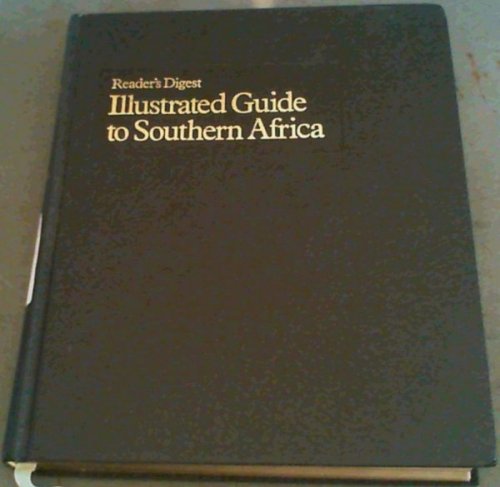 Reader's Digest
Illustrated Guide
to Southern Africa